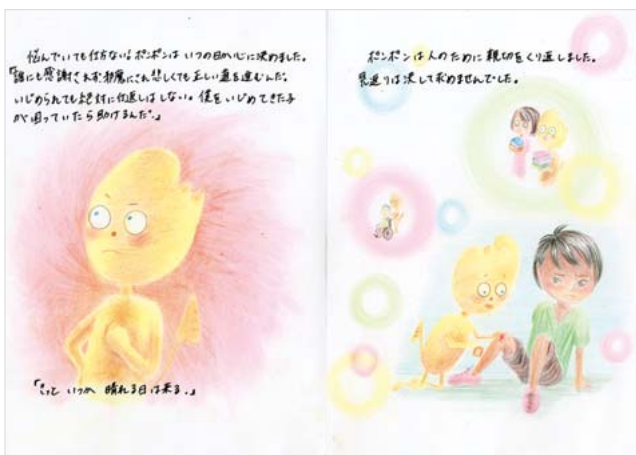 悩んでいても仕方ない!ポンポンはいつの日か心に決めました。
「誰にも感謝されず、邪魔にされ悲しくても正しい道を進むんだ。
いじめられても絶対に仕返しはしない。僕をいじめてきた子
が困っていたら助けるんだ。」
「きっといつか晴れる日は来る。」
ポンポンは人のために親切をくり返しました。
見返りは決して求めませんでした。